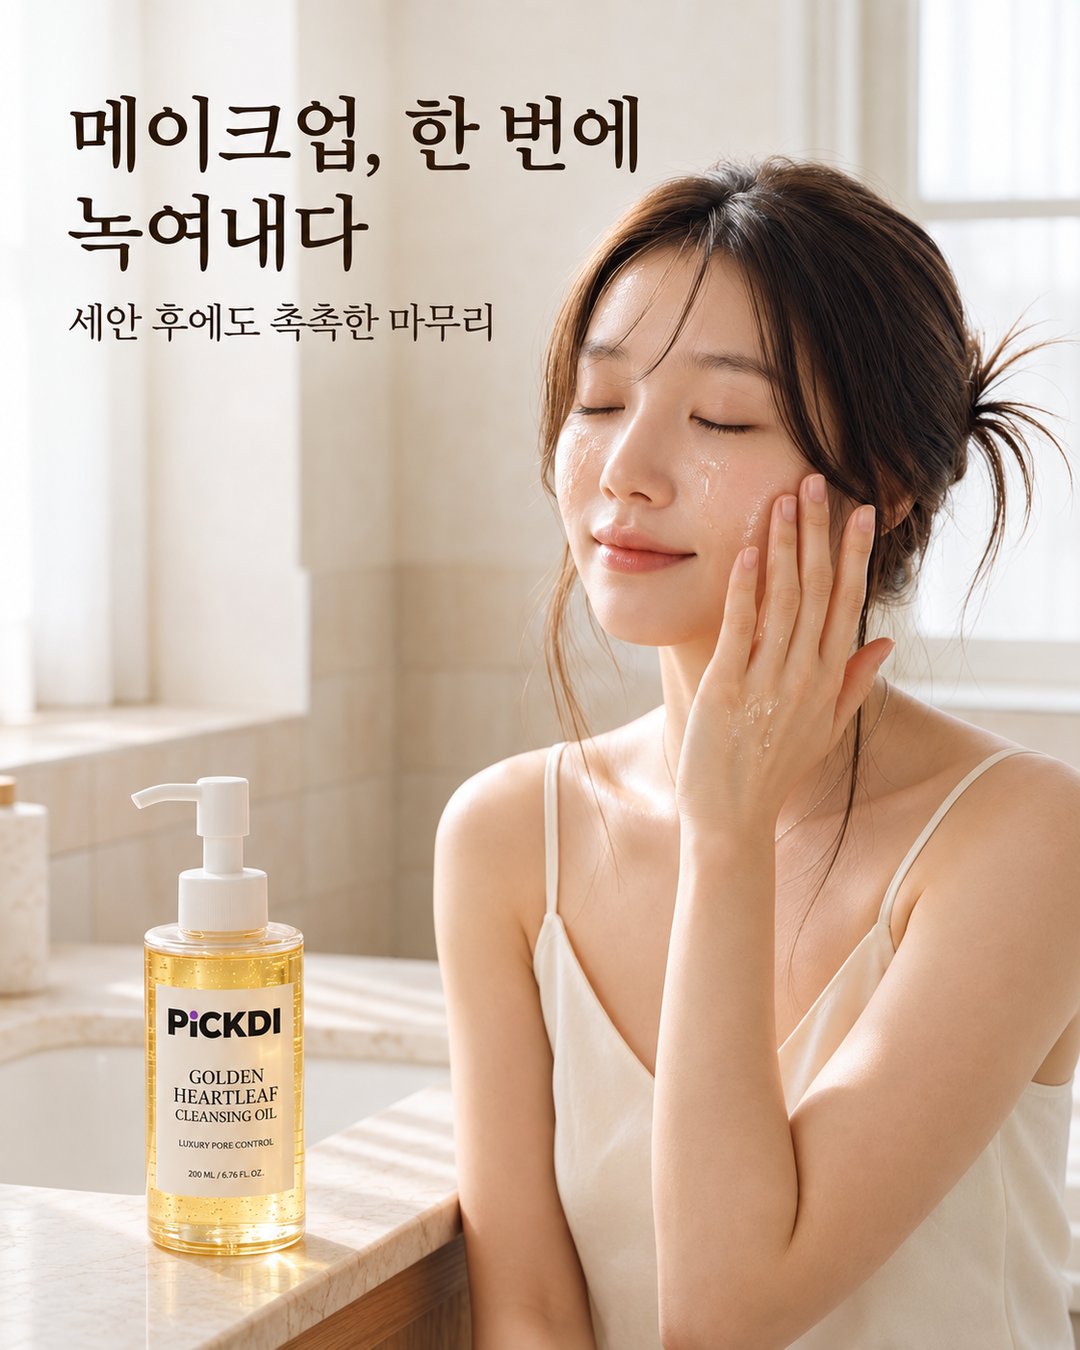 메이크업, 한 번에
녹여내다
세안 후에도 촉촉한 마무리
PiCKDI
GOLDEN
HEARTLEAF
CLEANSING OIL
LUXURY PORE CONTROL
200 ML / 6.76 FL. OZ.